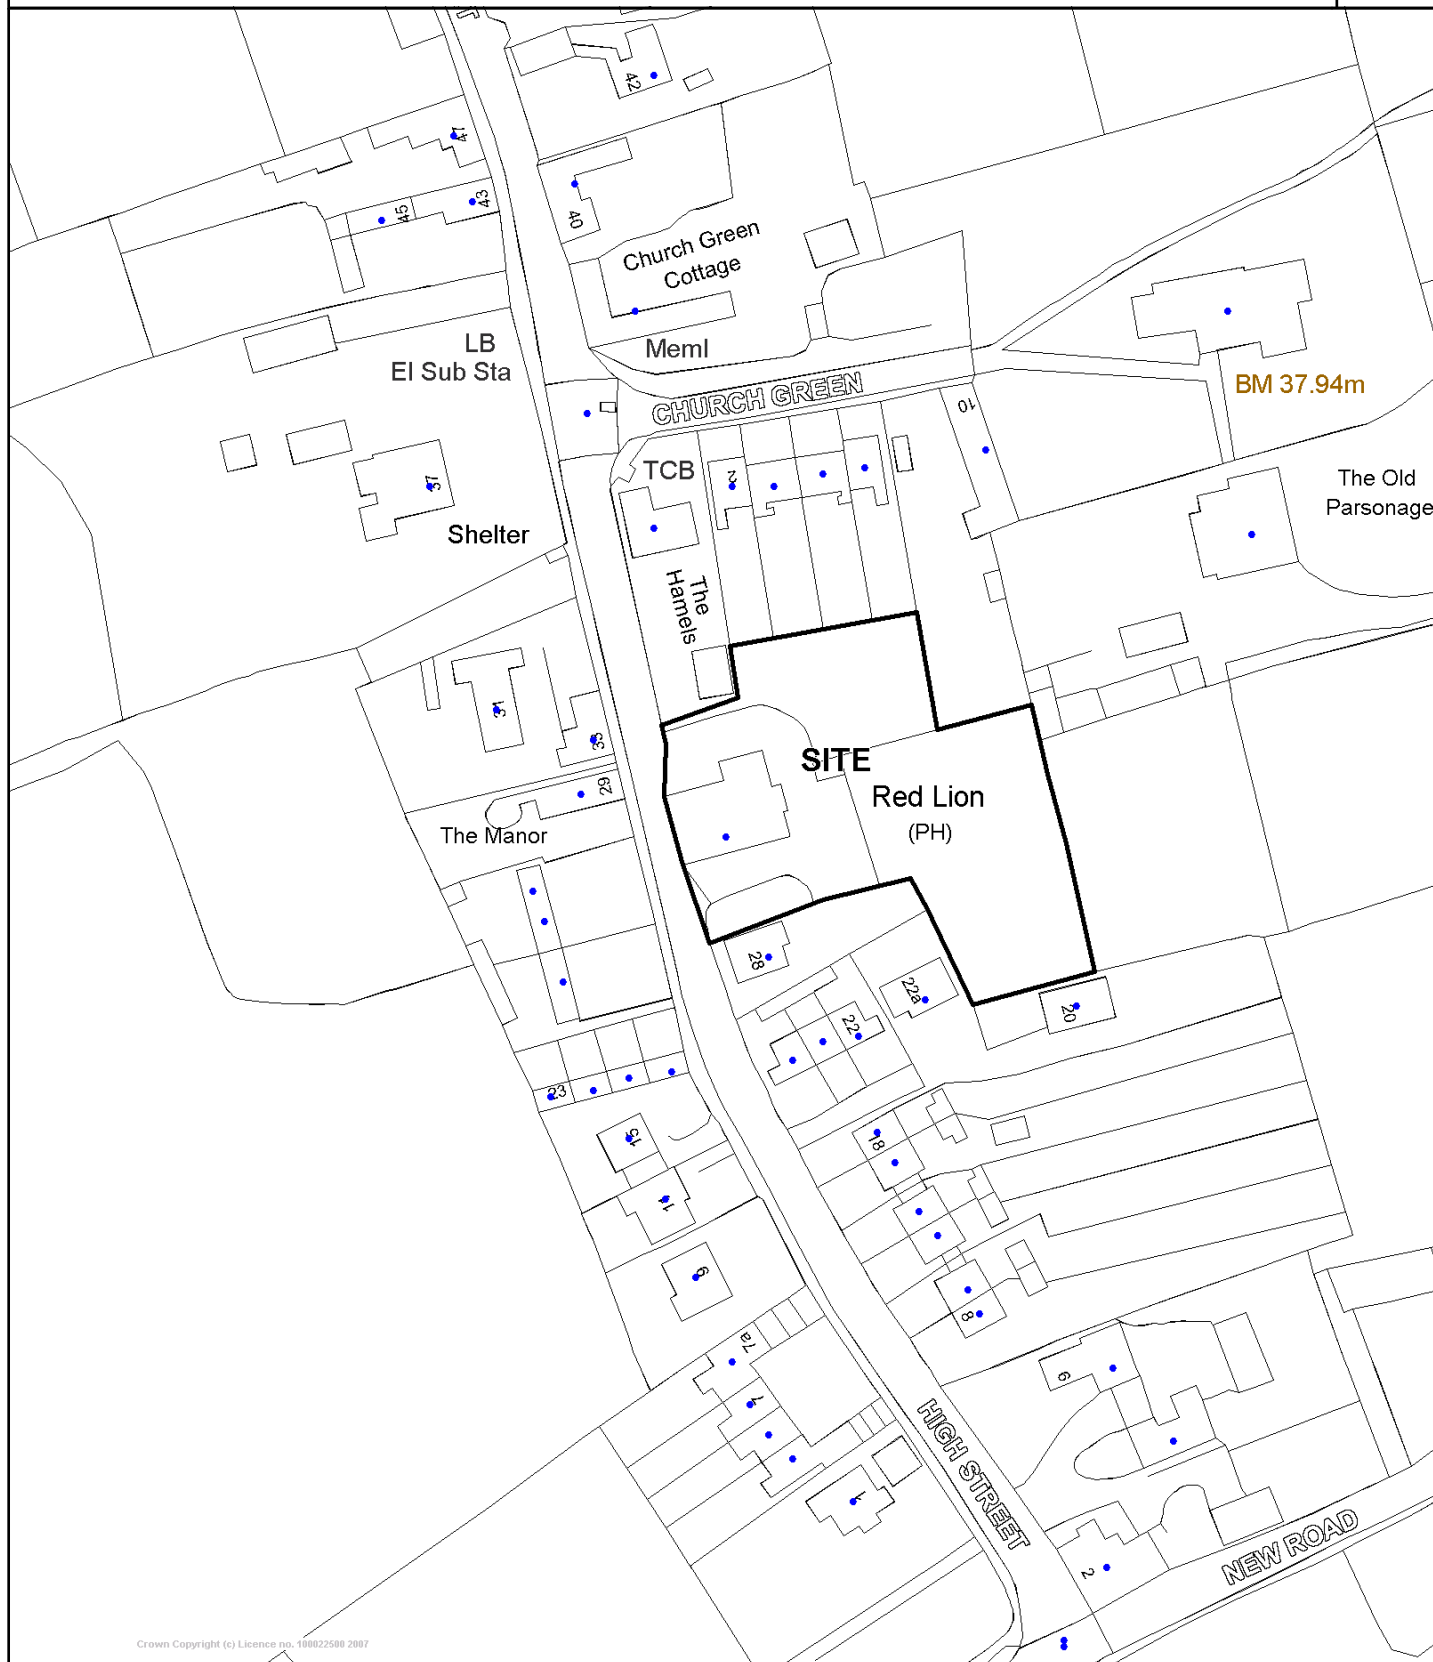 42
47
43
45
40
Church Green
Cottage
LB
El Sub Sta
Meml
CHURCH GREEN
BM 37.94m
10
TCB
2
37
The Old
Parsonage
Shelter
The
Hamels
31
33
SITE
29
Red Lion
(PH)
The Manor
28
22a
20
22
23
18
15
11
9
8
7a
6
7
HIGH STREET
1
NEW ROAD
2
Crown Copyright (c) Licence no. 100022500 2007